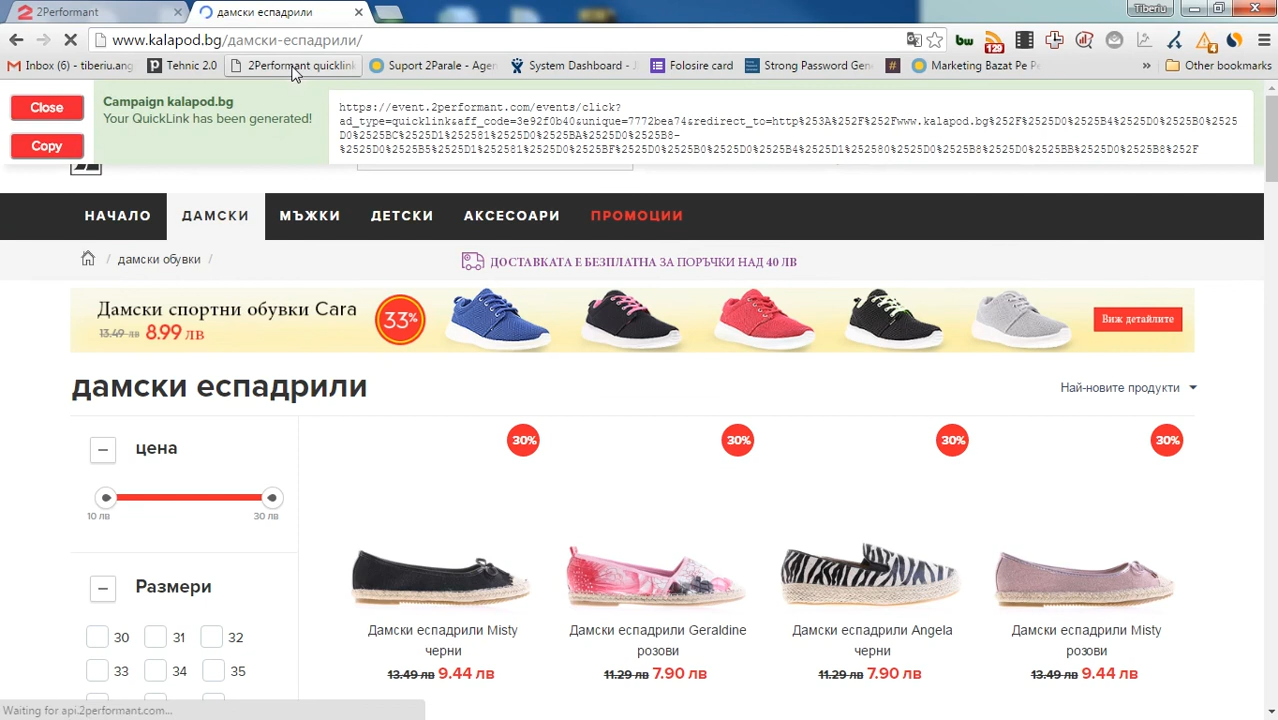 2Performant
дамски еспадрили
Tiberiu
www.kalapod.bg/дамски-еспадрили/
129
4
Inbox (6) - tiberiu.ang
Tehnic 2.0
2Performant quicklink
Suport 2Parale - Agen
System Dashboard - J
Folosire card
Strong Password Gene
Marketing Bazat Pe Pe
»
Other bookmarks
Close
Copy
Campaign kalapod.bg
Your QuickLink has been generated!
https://event.2performant.com/events/click?
ad_type=quicklink&aff_code=3e92f0b40&unique=7772bea74&redirect_to=http%253A%252F%252Fwww.kalapod.bg%252F%2525D0%2525B4%2525D0%2525B0%2525D
0%2525BC%2525D1%252581%2525D0%2525BA%2525D0%2525B8-
%2525D0%2525B5%2525D1%252581%2525D0%2525BF%2525D0%2525B0%2525D0%2525B4%2525D1%252580%2525D0%2525B8%2525D0%2525BB%2525D0%2525B8%252F
НАЧАЛО
ДАМСКИ
МЪЖКИ
ДЕТСКИ
АКСЕСОАРИ
ПРОМОЦИИ
/ дамски обувки /
ДОСТАВКАТА Е БЕЗПЛАТНА ЗА ПОРЪЧКИ НАД 40 ЛВ
Дамски спортни обувки Cara
13.49 лв 8.99 лв
33%
Виж детайлите
дамски еспадрили
Най-новите продукти
цена
10 лв
30 лв
Размери
30 31 32
33 34 35
30%
30%
30%
30%
Дамски еспадрили Misty
черни
13.49 лв 9.44 лв
Дамски еспадрили Geraldine
розови
11.29 лв 7.90 лв
Дамски еспадрили Angela
черни
11.29 лв 7.90 лв
Дамски еспадрили Misty
розови
13.49 лв 9.44 лв
Waiting for api.2performant.com...